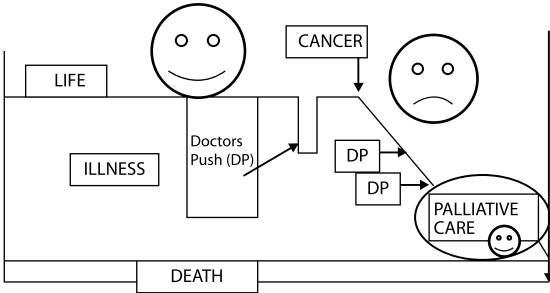 CANCER
LIFE
Doctors
Push (DP)
ILLNESS
DP
DP
PALLIATIVE
CARE
DEATH